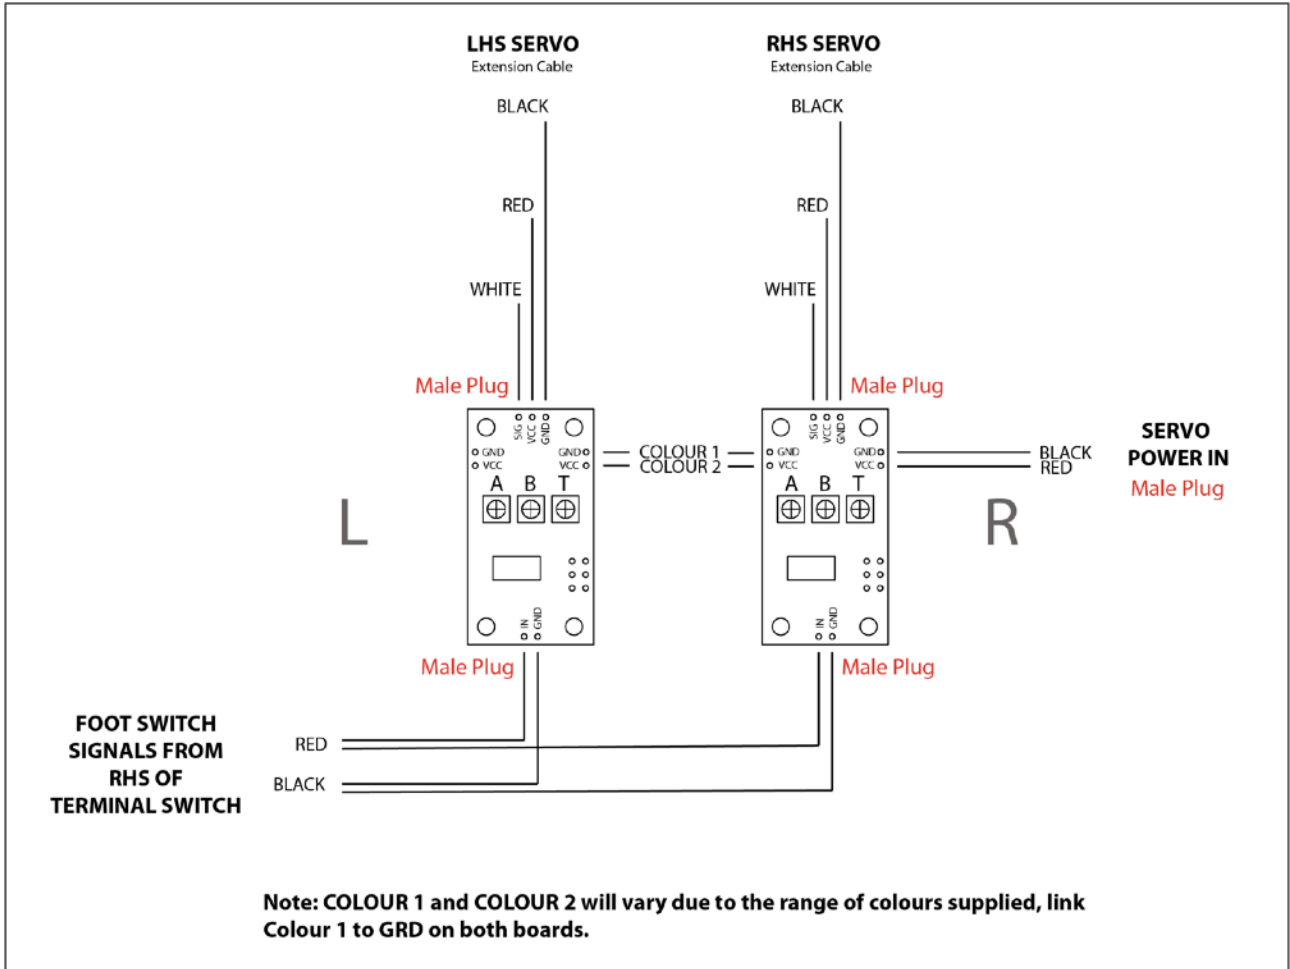 LHS SERVO
Extension Cable
RHS SERVO
Extension Cable
BLACK
BLACK
RED
RED
WHITE
WHITE
Male Plug
Male Plug
SIG
VCC
GND
SIG
VCC
GND
GND
VCC
GND
VCC
COLOUR 1
COLOUR 2
GND
VCC
GND
VCC
BLACK
RED
SERVO
POWER IN
Male Plug
A B T
A B T
L
R
IN
GND
IN
GND
Male Plug
Male Plug
FOOT SWITCH
SIGNALS FROM
RHS OF
TERMINAL SWITCH
RED
BLACK
Note: COLOUR 1 and COLOUR 2 will vary due to the range of colours supplied, link
Colour 1 to GRD on both boards.